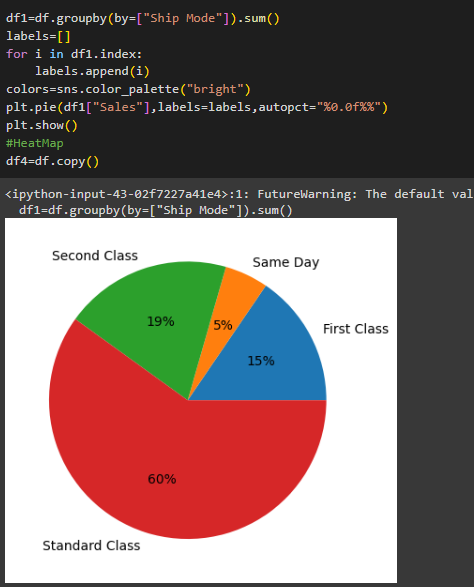 df1=df.groupby(by=["Ship Mode"]).sum()
labels=[]
for i in df1.index:
    labels.append(i)
colors=sns.color_palette("bright")
plt.pie(df1["Sales"],labels=labels,autopct="%0.0f%%")
plt.show()
#HeatMap
df4=df.copy()
<ipython-input-43-02f7227a41e4>:1: FutureWarning: The default val
  df1=df.groupby(by=["Ship Mode"]).sum()
Second Class
Same Day
19%
5%
First Class
15%
60%
Standard Class